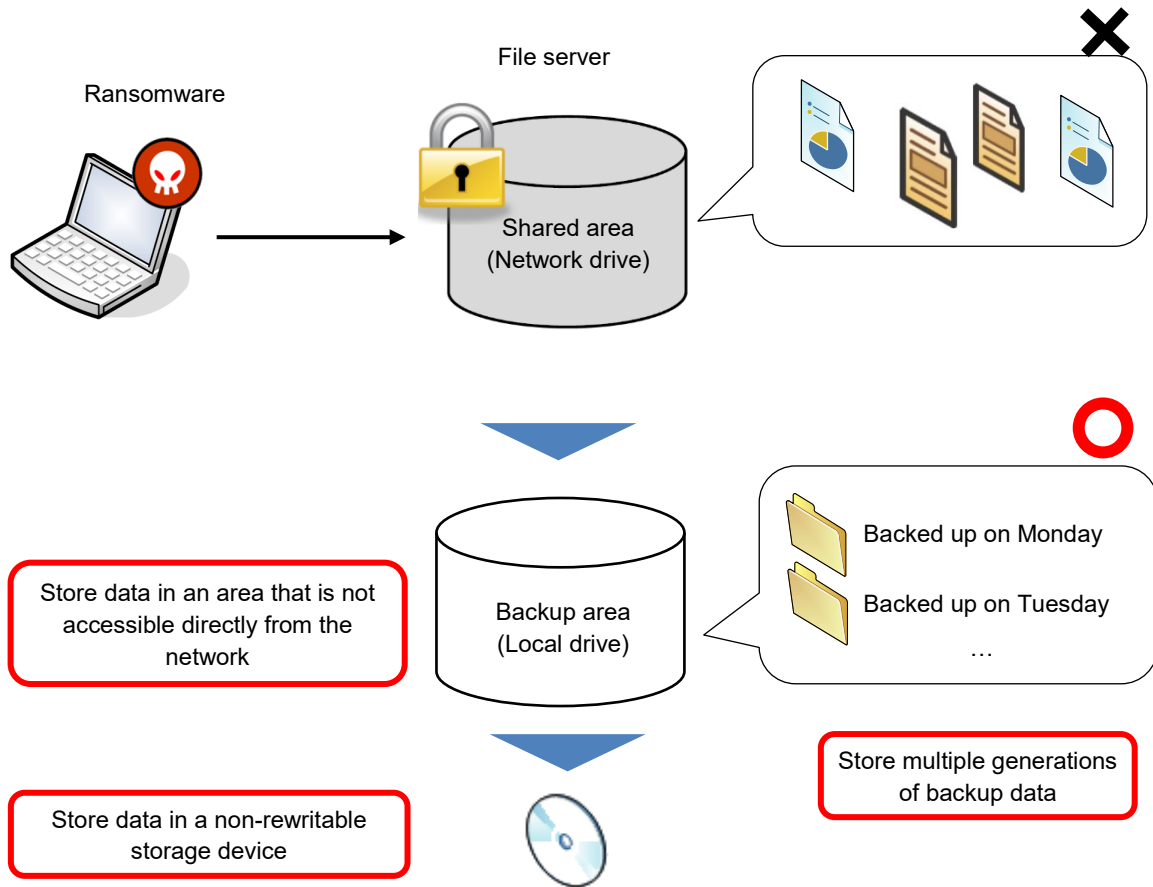 File server
Ransomware
Shared area
(Network drive)
Backed up on Monday
Backed up on Tuesday
…
Store data in an area that is not
accessible directly from the
network
Backup area
(Local drive)
Store multiple generations
of backup data
Store data in a non-rewritable
storage device